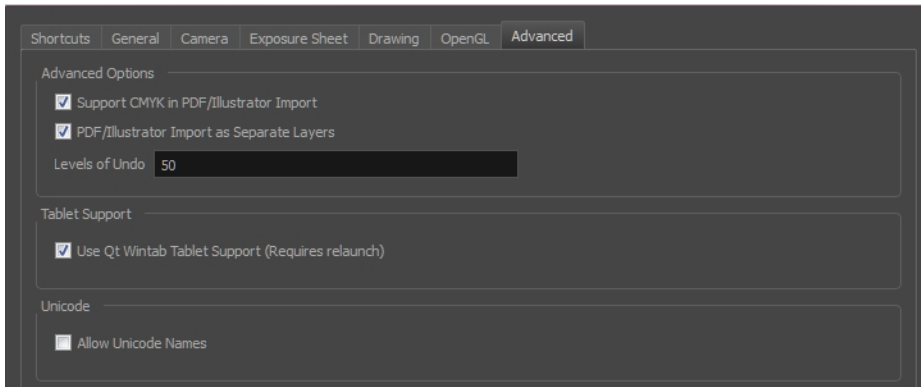 Shortcuts General Camera Exposure Sheet Drawing OpenGL Advanced
Advanced Options
Support CMYK in PDF/Illustrator Import
PDF/Illustrator Import as Separate Layers
Levels of Undo 50
Tablet Support
Use Qt Wintab Tablet Support (Requires relaunch)
Unicode
Allow Unicode Names